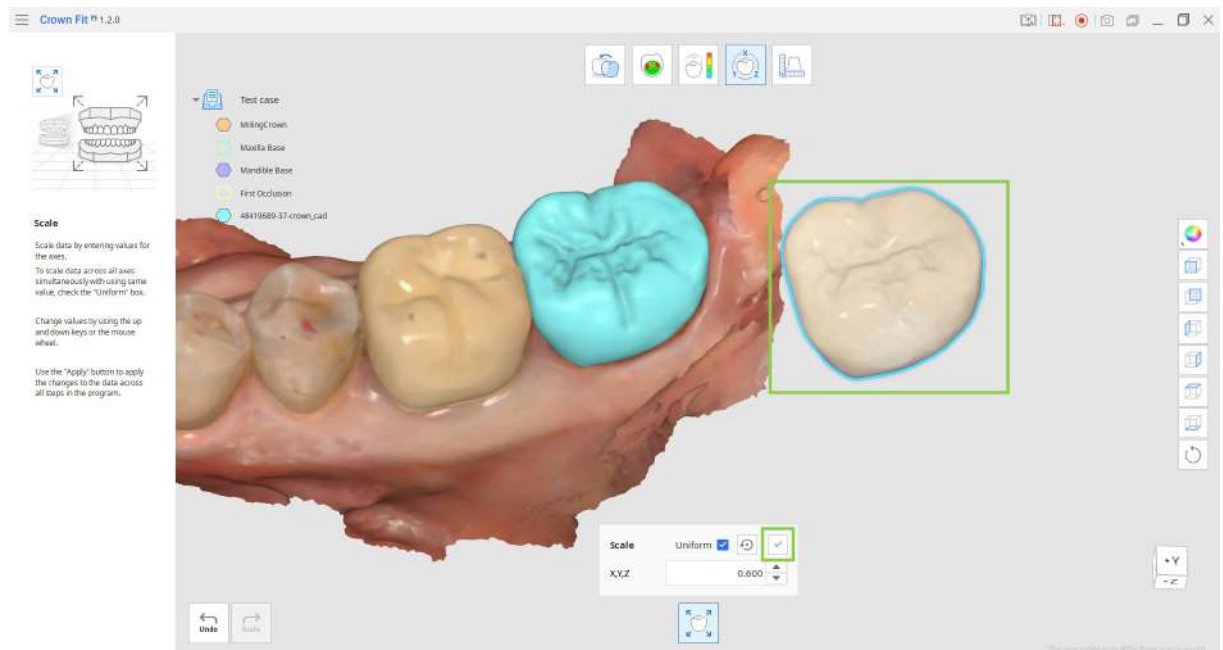 Crown Fit 1.2.0
Test case
MillingCrown
Maxilla Base
Mandible Base
First Occlusion
48419689-37-crown_cad
Scale
Scale data by entering values for
the axes.
To scale data across all axes
simultaneously with using same
value, check the "Uniform" box.
Change values by using the up
and down keys or the mouse
wheel.
Use the "Apply" button to apply
the changes to the data across
all steps in the program.
Scale Uniform
X,Y,Z 0.600
+Y
-Z
Undo Redo